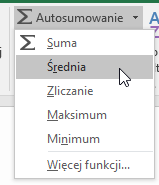 Σ Autosumowanie
Σ Suma
Średnia
Zliczanie
Maksimum
Minimum
Więcej funkcji...